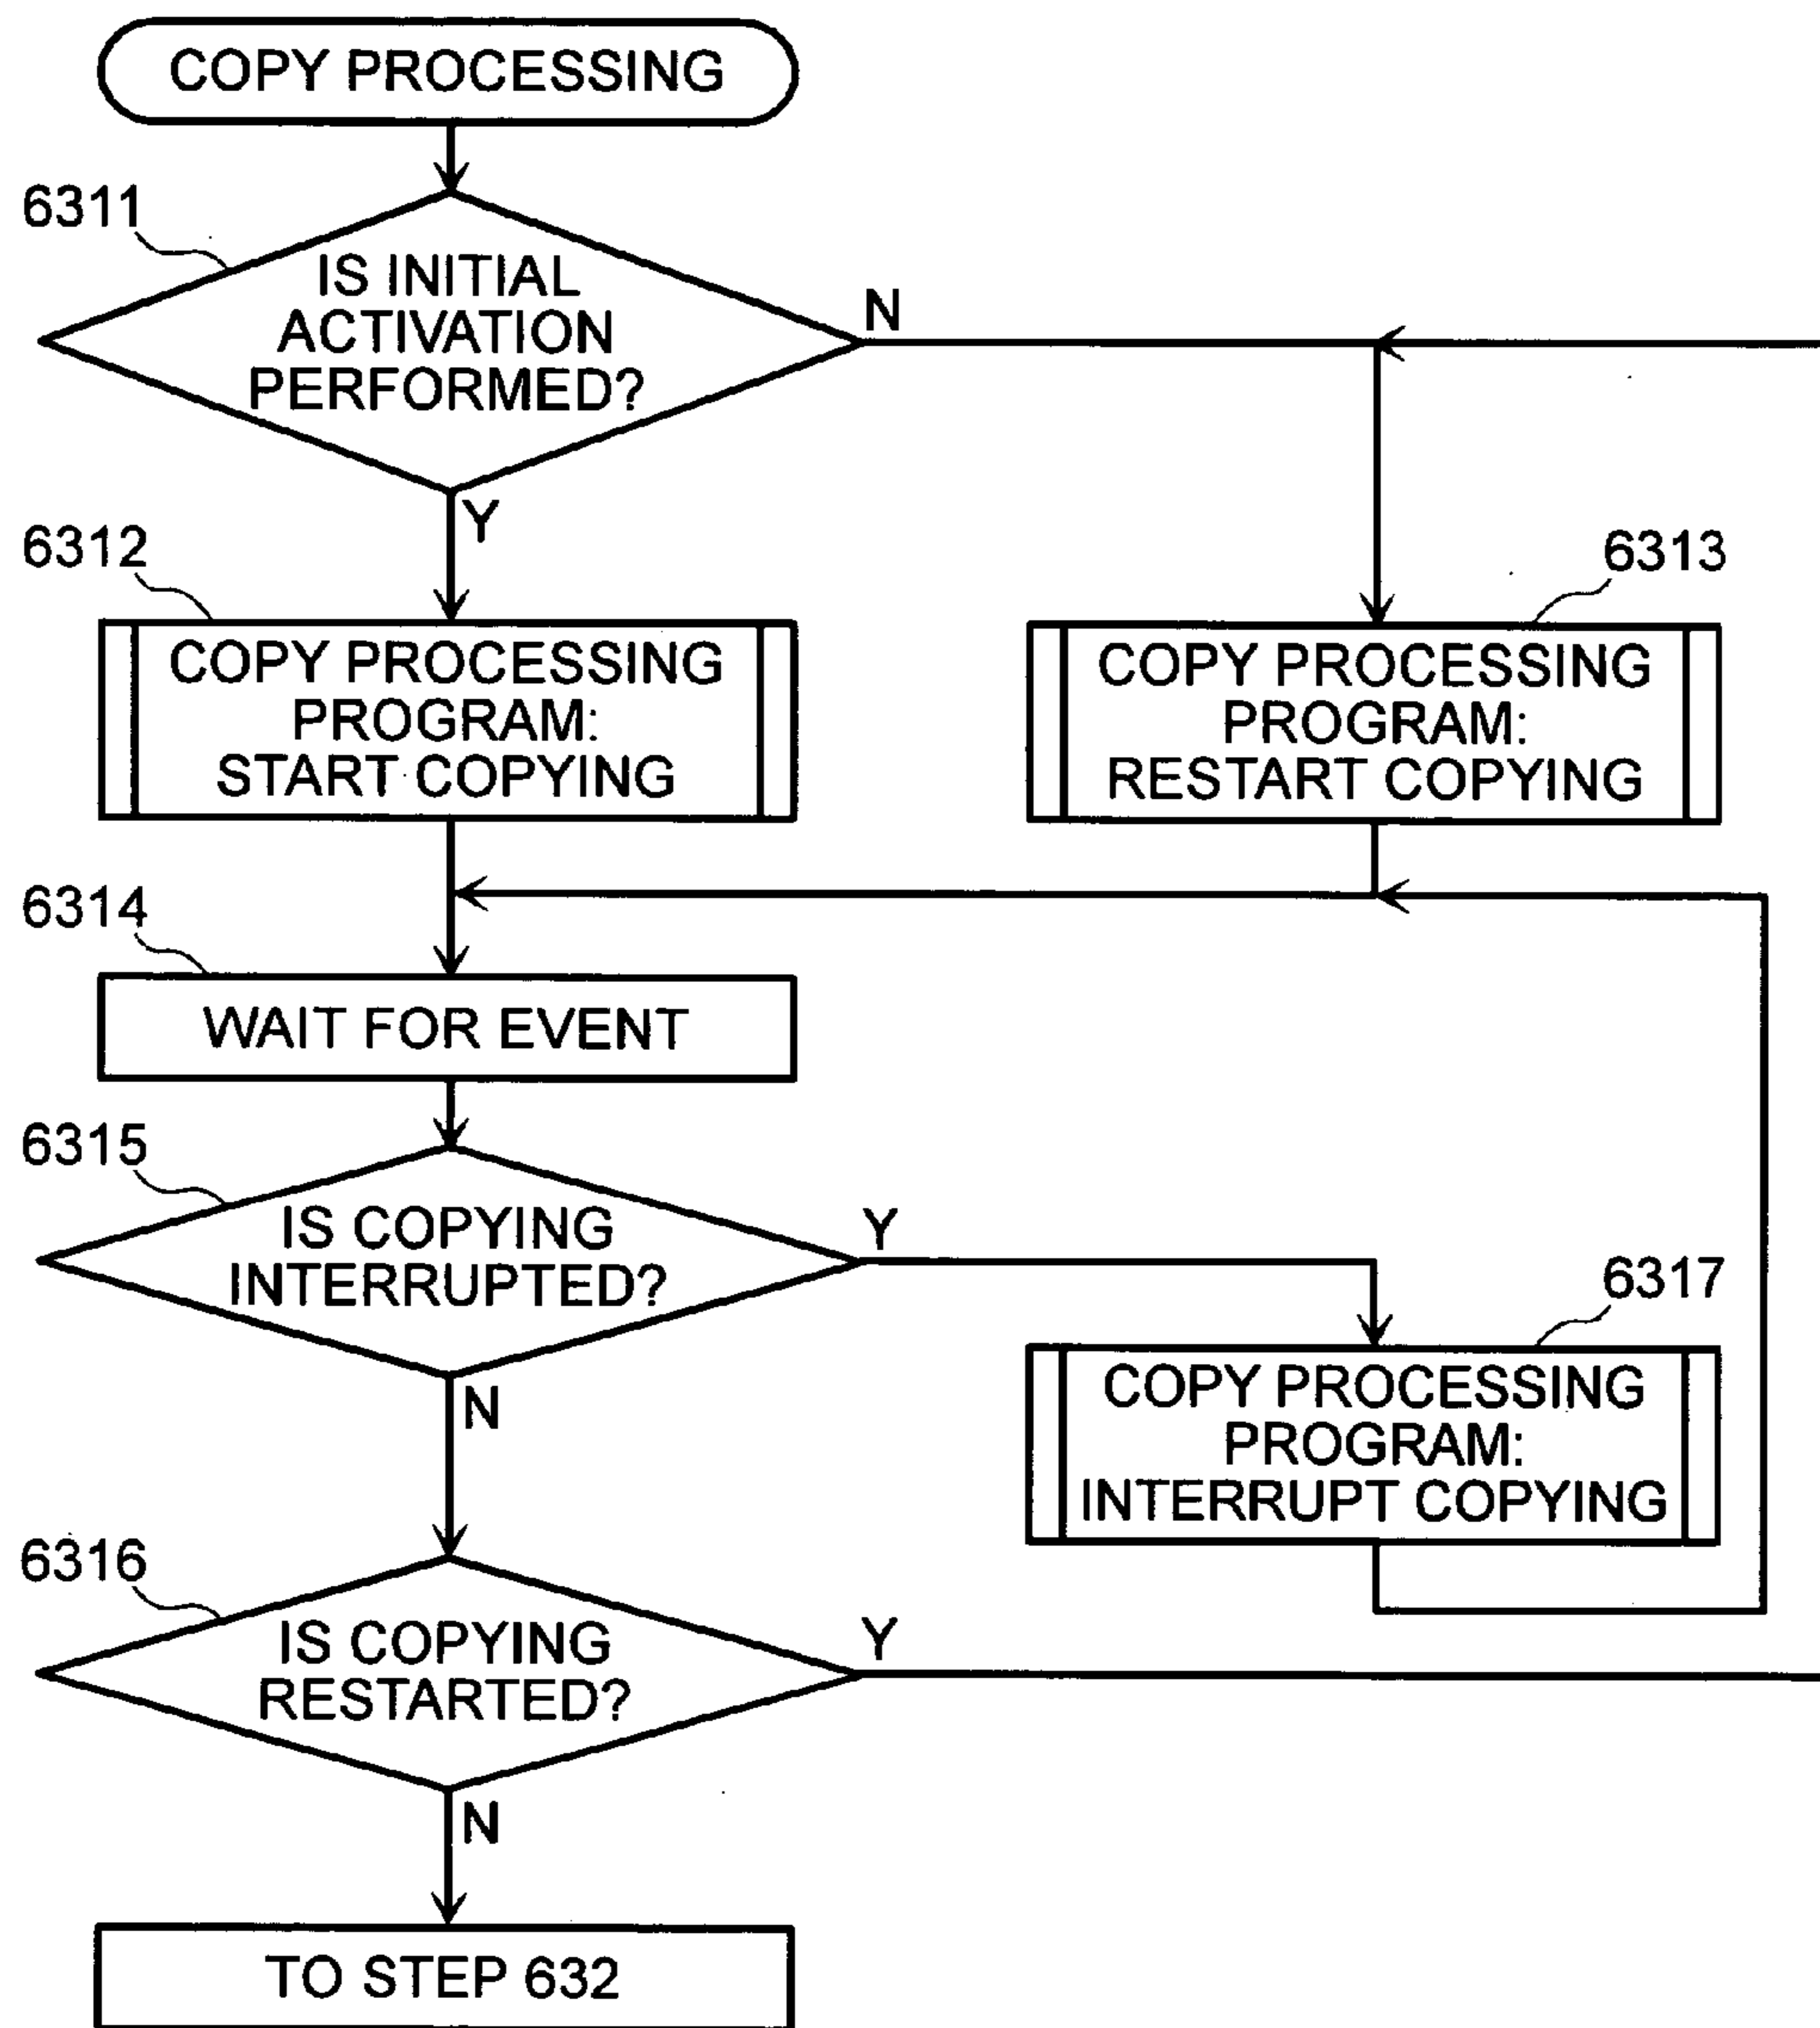 COPY PROCESSING
6311
IS INITIAL
ACTIVATION
PERFORMED?
N
Y
6312
COPY PROCESSING
PROGRAM:
START COPYING
6313
COPY PROCESSING
PROGRAM:
RESTART COPYING
6314
WAIT FOR EVENT
6315
IS COPYING
INTERRUPTED?
Y
N
6317
COPY PROCESSING
PROGRAM:
INTERRUPT COPYING
6316
IS COPYING
RESTARTED?
Y
N
TO STEP 632